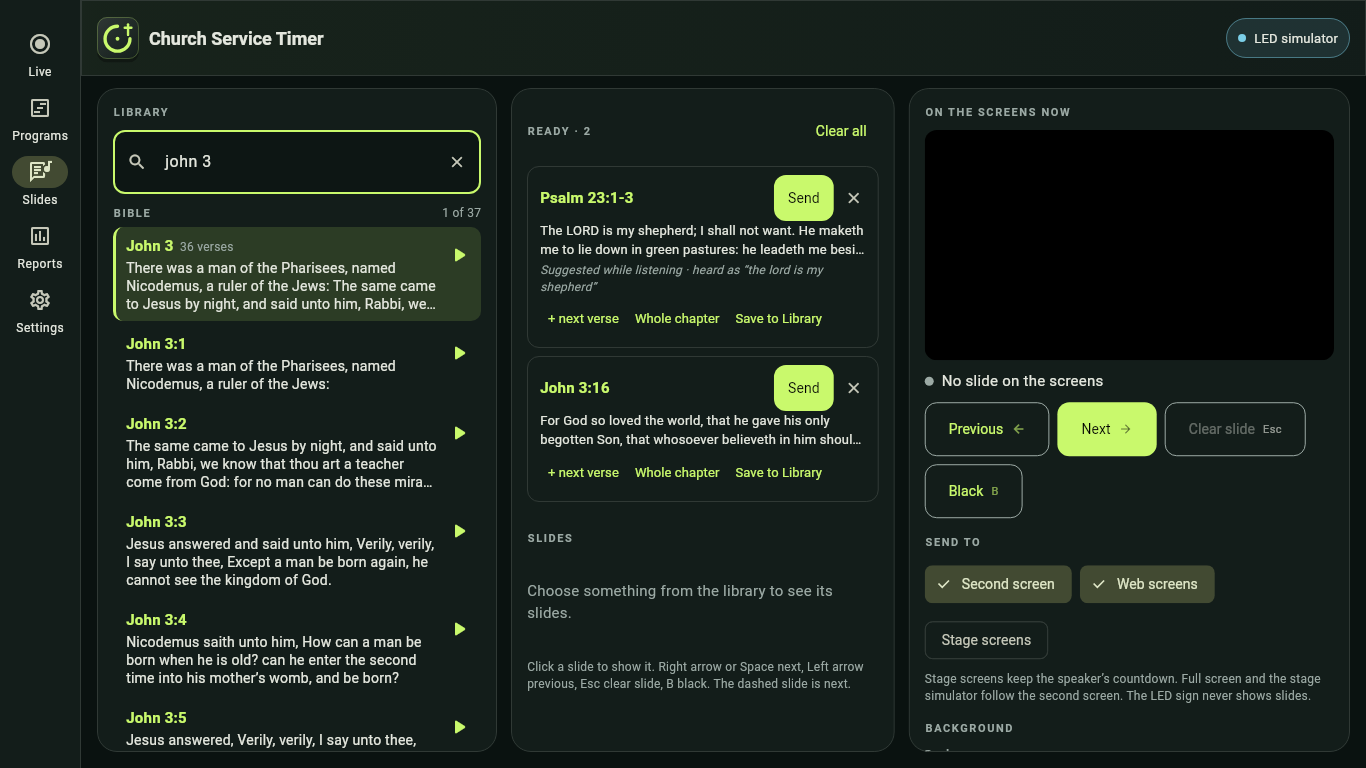 Live
Programs
Slides
Reports
Settings
Church Service Timer
LED simulator
LIBRARY
john 3
BIBLE
1 of 37
John 3 36 verses
There was a man of the Pharisees, named
Nicodemus, a ruler of the Jews: The same came
to Jesus by night, and said unto him, Rabbi, we…
John 3:1
There was a man of the Pharisees, named
Nicodemus, a ruler of the Jews:
John 3:2
The same came to Jesus by night, and said unto
him, Rabbi, we know that thou art a teacher
come from God: for no man can do these mira…
John 3:3
Jesus answered and said unto him, Verily, verily,
I say unto thee, Except a man be born again, he
cannot see the kingdom of God.
John 3:4
Nicodemus saith unto him, How can a man be
born when he is old? can he enter the second
time into his mother’s womb, and be born?
John 3:5
Jesus answered, Verily, verily, I say unto thee,
READY · 2
Clear all
Psalm 23:1-3
Send
The LORD is my shepherd; I shall not want. He maketh
me to lie down in green pastures: he leadeth me besi…
Suggested while listening · heard as “the lord is my
shepherd”
+ next verse Whole chapter Save to Library
John 3:16
Send
For God so loved the world, that he gave his only
begotten Son, that whosoever believeth in him shoul…
+ next verse Whole chapter Save to Library
SLIDES
Choose something from the library to see its
slides.
Click a slide to show it. Right arrow or Space next, Left arrow
previous, Esc clear slide, B black. The dashed slide is next.
ON THE SCREENS NOW
No slide on the screens
Previous ←
Next →
Clear slide Esc
Black B
SEND TO
Second screen
Web screens
Stage screens
Stage screens keep the speaker’s countdown. Full screen and the stage
simulator follow the second screen. The LED sign never shows slides.
BACKGROUND